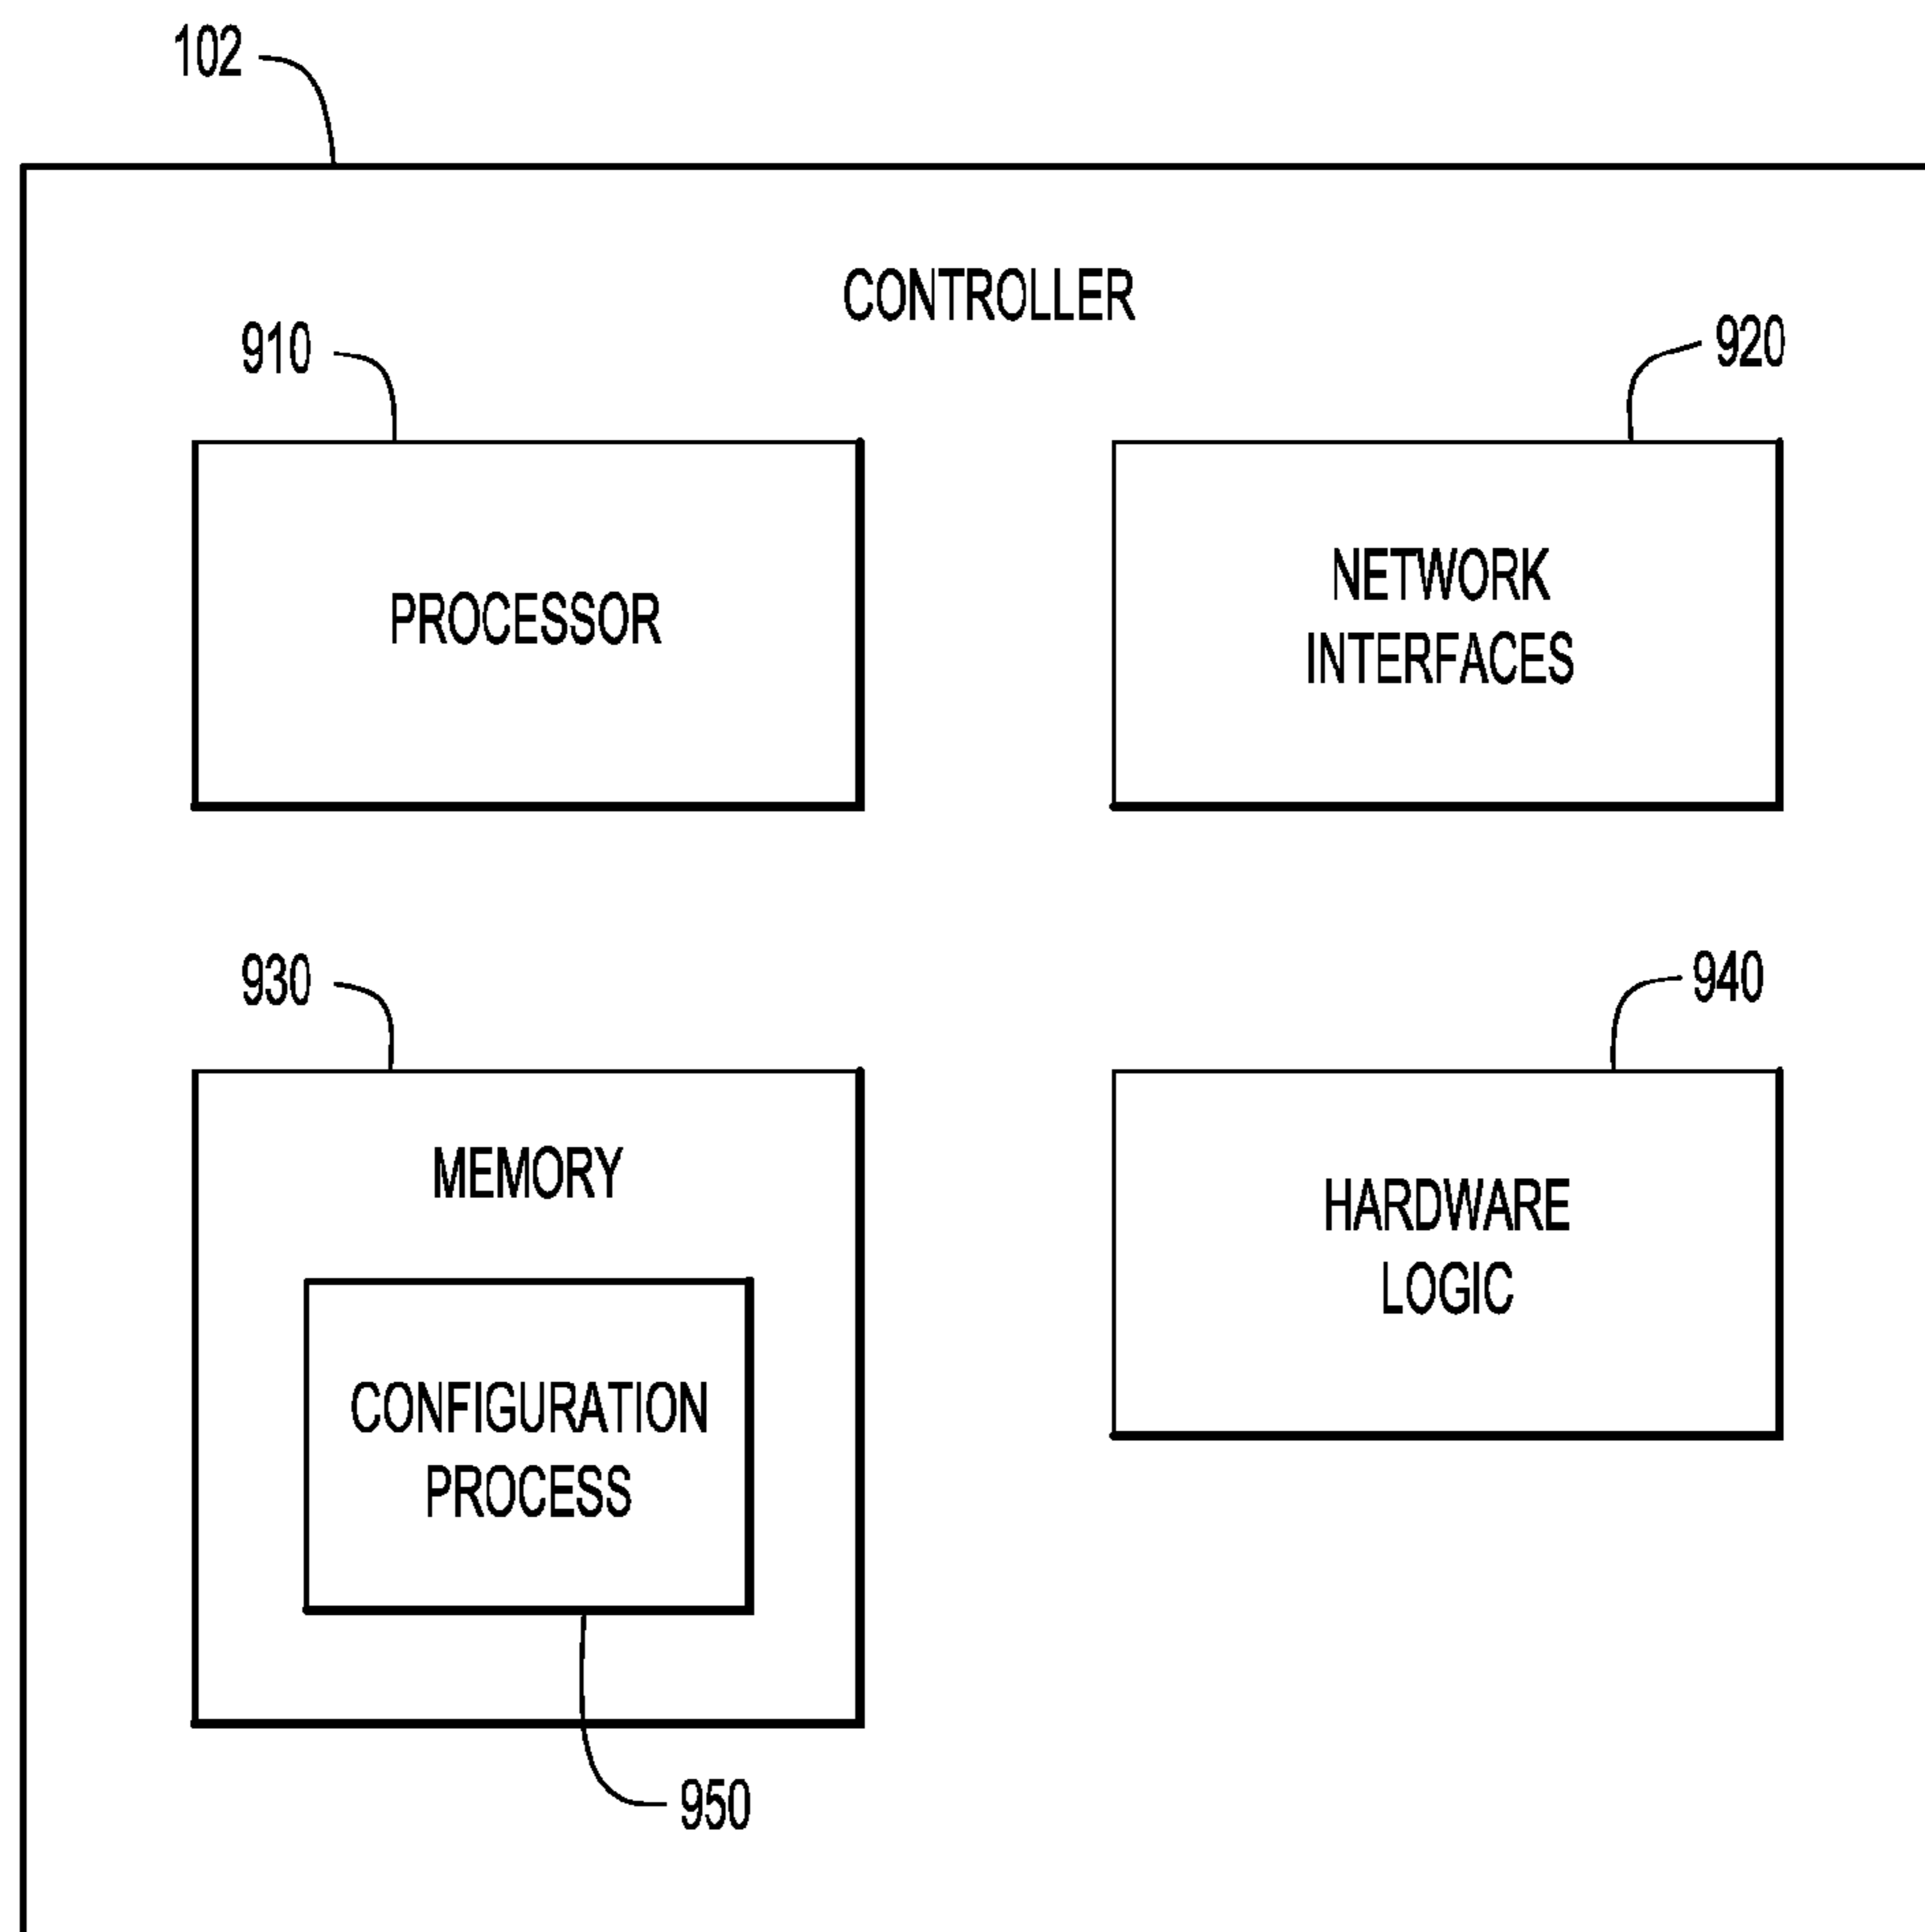 102
CONTROLLER
910
920
PROCESSOR
NETWORK
INTERFACES
930
940
MEMORY
HARDWARE
LOGIC
CONFIGURATION
PROCESS
950